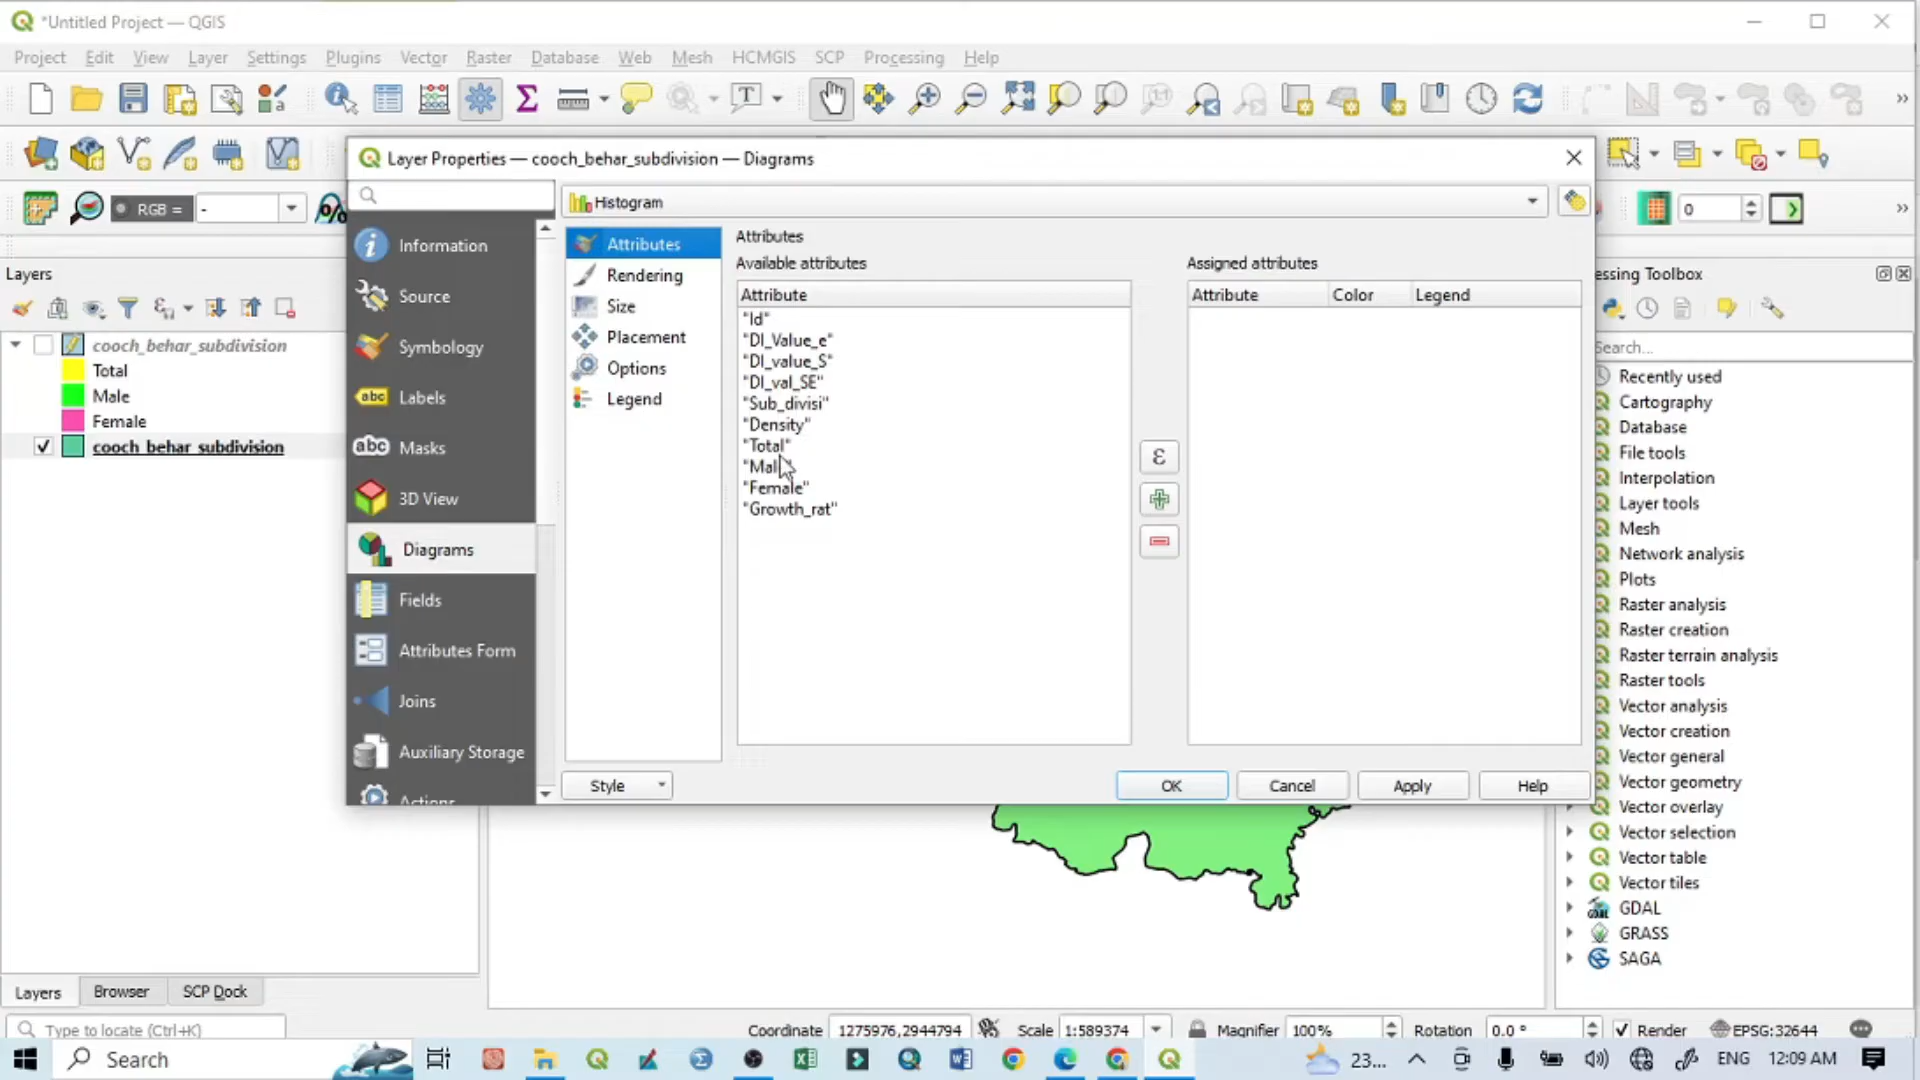 *Untitled Project — QGIS
Project Edit View Layer Settings Plugins Vector Raster Database Web Mesh HCMGIS SCP Processing Help
Layer Properties — cooch_behar_subdivision — Diagrams
RGB = -
0
Histogram
Information
Source
Symbology
Labels
Masks
3D View
Diagrams
Fields
Attributes Form
Joins
Auxiliary Storage
Actions
Attributes
Rendering
Size
Placement
Options
Legend
Attributes
Available attributes
Attribute
"Id"
"DI_Value_e"
"DI_value_S"
"DI_val_SE"
"Sub_divisi"
"Density"
"Total"
"Mal
"Female"
"Growth_rat"
ε
Assigned attributes
Attribute Color Legend
Style
OK Cancel Apply Help
Layers
cooch_behar_subdivision
Total
Male
Female
cooch_behar_subdivision
Layers Browser SCP Dock
essing Toolbox
Search...
Recently used
Cartography
Database
File tools
Interpolation
Layer tools
Mesh
Network analysis
Plots
Raster analysis
Raster creation
Raster terrain analysis
Raster tools
Vector analysis
Vector creation
Vector general
Vector geometry
Vector overlay
Vector selection
Vector table
Vector tiles
GDAL
GRASS
SAGA
Type to locate (Ctrl+K)
Coordinate 1275976,2944794 Scale 1:589374 Magnifier 100% Rotation 0.0 ° Render EPSG:32644
Search
23... ENG 12:09 AM